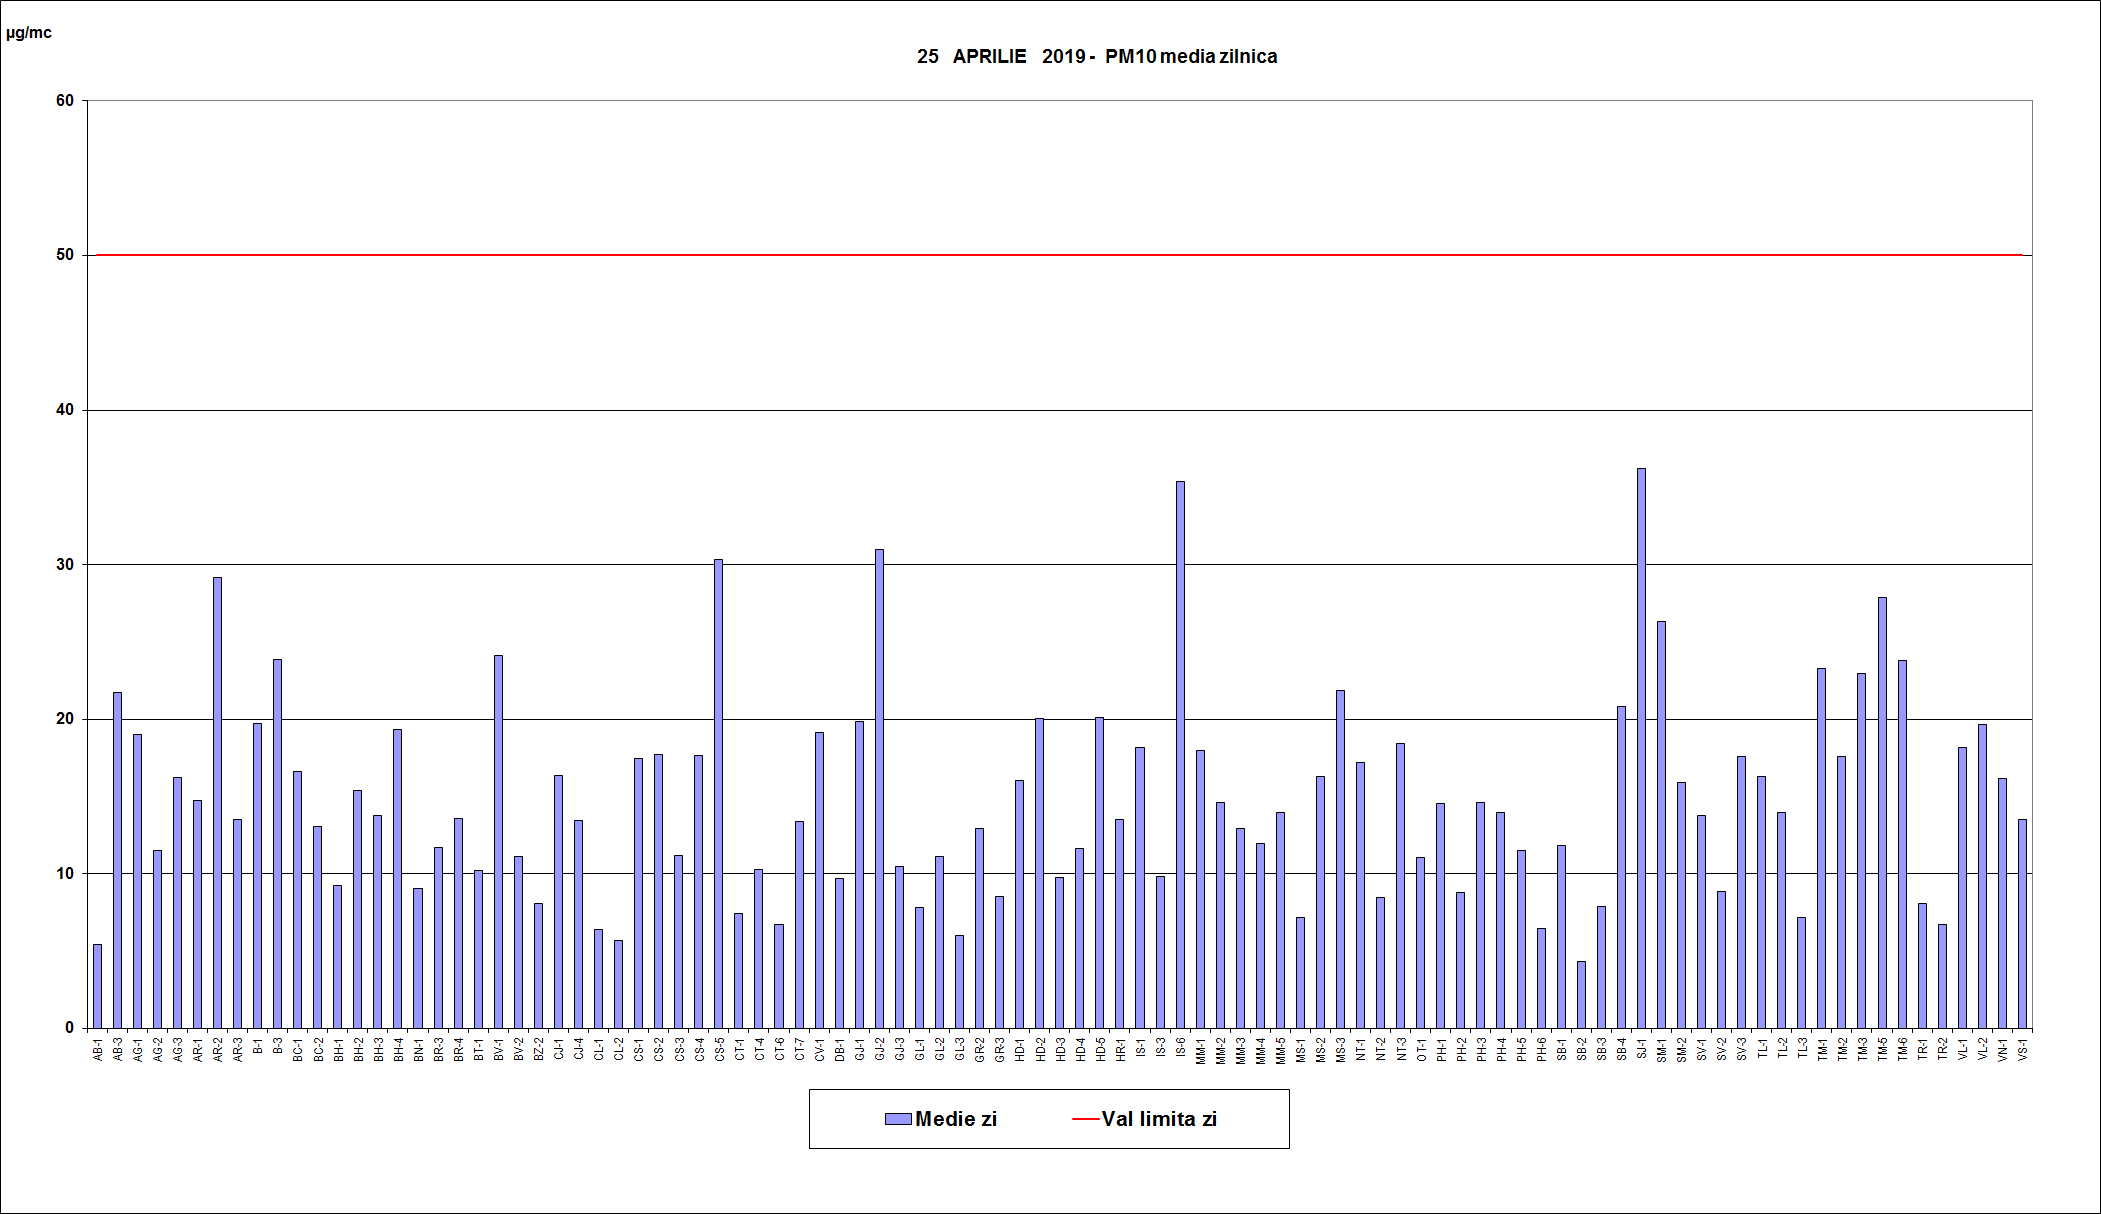 µg/mc
25 APRILIE 2019 - PM10 media zilnica
60
50
40
30
20
10
0
AB-1 AB-3 AG-1 AG-2 AG-3 AR-1 AR-2 AR-3 B-1 B-3 BC-1 BC-2 BH-1 BH-2 BH-3 BH-4 BN-1 BR-3 BR-4 BT-1 BV-1 BV-2 BZ-2 CJ-1 CJ-4 CL-1 CL-2 CS-1 CS-2 CS-3 CS-4 CS-5 CT-1 CT-4 CT-6 CT-7 CV-1 DB-1 GJ-1 GJ-2 GJ-3 GL-1 GL-2 GL-3 GR-2 GR-3 HD-1 HD-2 HD-3 HD-4 HD-5 HR-1 IS-1 IS-3 IS-6 MM-1 MM-2 MM-3 MM-4 MM-5 MS-1 MS-2 MS-3 NT-1 NT-2 NT-3 OT-1 PH-1 PH-2 PH-3 PH-4 PH-5 PH-6 SB-1 SB-2 SB-3 SB-4 SJ-1 SM-1 SM-2 SV-1 SV-2 SV-3 TL-1 TL-2 TL-3 TM-1 TM-2 TM-3 TM-5 TM-6 TR-1 TR-2 VL-1 VL-2 VN-1 VS-1
Medie zi Val limita zi